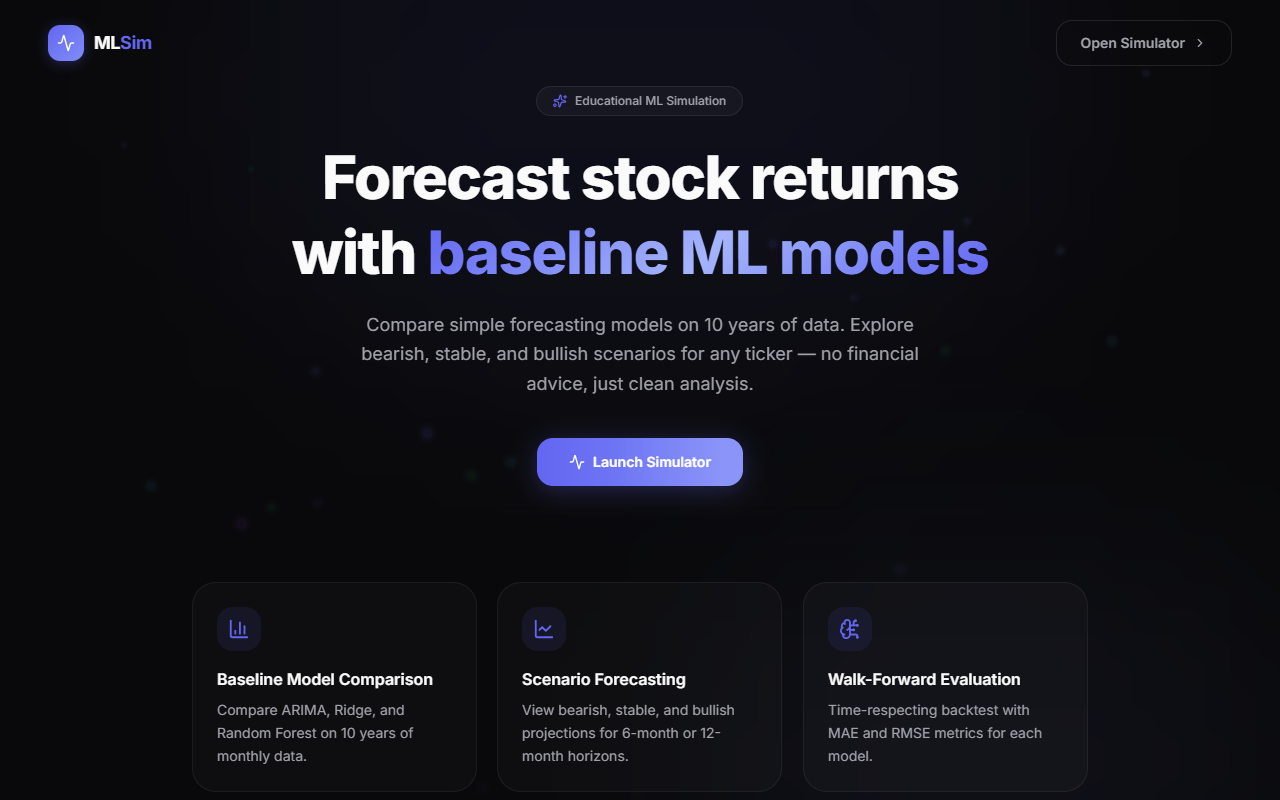 MLSim
Open Simulator
Educational ML Simulation
Forecast stock returns
with baseline ML models
Compare simple forecasting models on 10 years of data. Explore
bearish, stable, and bullish scenarios for any ticker — no financial
advice, just clean analysis.
Launch Simulator
Baseline Model Comparison
Compare ARIMA, Ridge, and
Random Forest on 10 years of
monthly data.
Scenario Forecasting
View bearish, stable, and bullish
projections for 6-month or 12-
month horizons.
Walk-Forward Evaluation
Time-respecting backtest with
MAE and RMSE metrics for each
model.